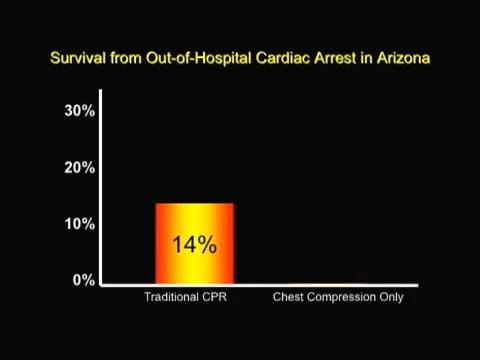 Survival from Out-of-Hospital Cardiac Arrest in Arizona
30%
20%
10%
0%
14%
Traditional CPR
Chest Compression Only